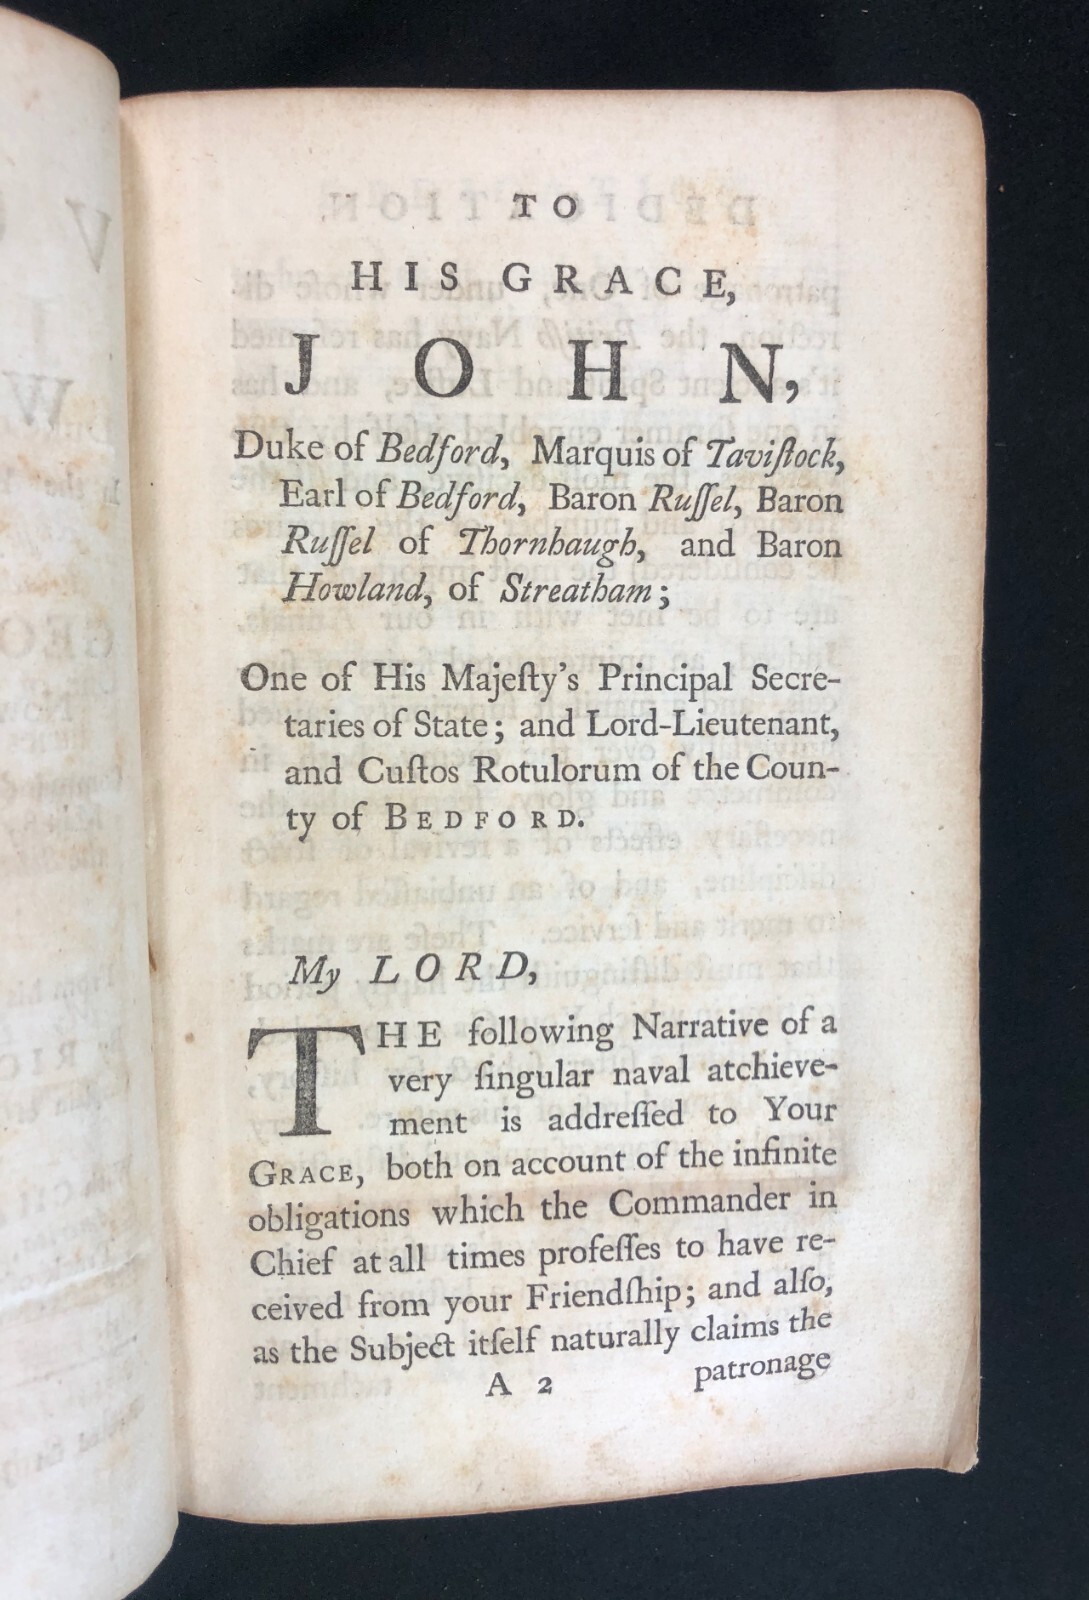 TO
HIS GRACE,
JOHN,
Duke of Bedford, Marquis of Taviſtock,
Earl of Bedford, Baron Ruſſel, Baron
Ruſſel of Thornhaugh, and Baron
Howland, of Streatham;
One of His Majeſty's Principal Secre-
taries of State; and Lord-Lieutenant,
and Cuſtos Rotulorum of the Coun-
ty of BEDFORD.
My LORD,
THE following Narrative of a
very ſingular naval atchieve-
ment is addreſſed to Your
GRACE, both on account of the infinite
obligations which the Commander in
Chief at all times profeſſes to have re-
ceived from your Friendſhip; and alſo,
as the Subject itſelf naturally claims the
A 2 patronage